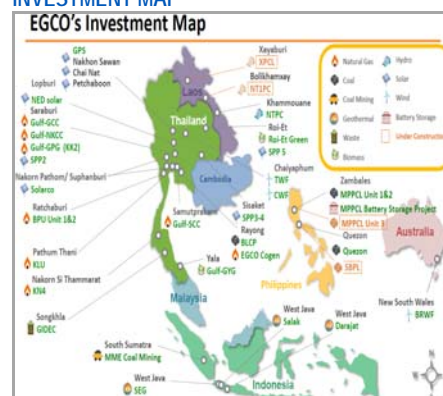 INVESTMENT MAP
EGCO's Investment Map
GPS
Nakhon Sawan
Chai Nat
Petchaboon
Lopburi
NED solar
Saraburi
Gulf-GCC
Gulf-NKCC
Gulf-GPG (KK2)
SPP2
Nakorn Pathom/ Suphanburi
Solarco
Ratchaburi
BPU Unit 1&2
Pathum Thani
KLU
Nakorn Si Thammarat
KN4
Songkhla
GIDEC
Xayaburi
XPCL
Bolikhamxay
NT1PC
Khammouane
NTPC
Roi-Et
Roi-Et Green
SPP 5
Chaiyaphum
TWF
CWF
Sisaket
SPP3-4
Rayong
BLCP
EGCO Cogen
Samutprakarn
Gulf-SCC
Yala
Gulf-GYG
Laos
Thailand
Cambodia
Malaysia
Philippines
Indonesia
Australia
Zambales
MPPCL Unit 1&2
MPPCL Battery Storage Project
MPPCL Unit 3
Quezon
Quezon
Quezon
SBPL
New South Wales
BRWF
South Sumatra
MME Coal Mining
West Java
Salak
West Java
Darajat
West Java
SEG
Natural Gas
Coal
Coal Mining
Geothermal
Waste
Biomass
Hydro
Solar
Wind
Battery Storage
Under Constructi
N